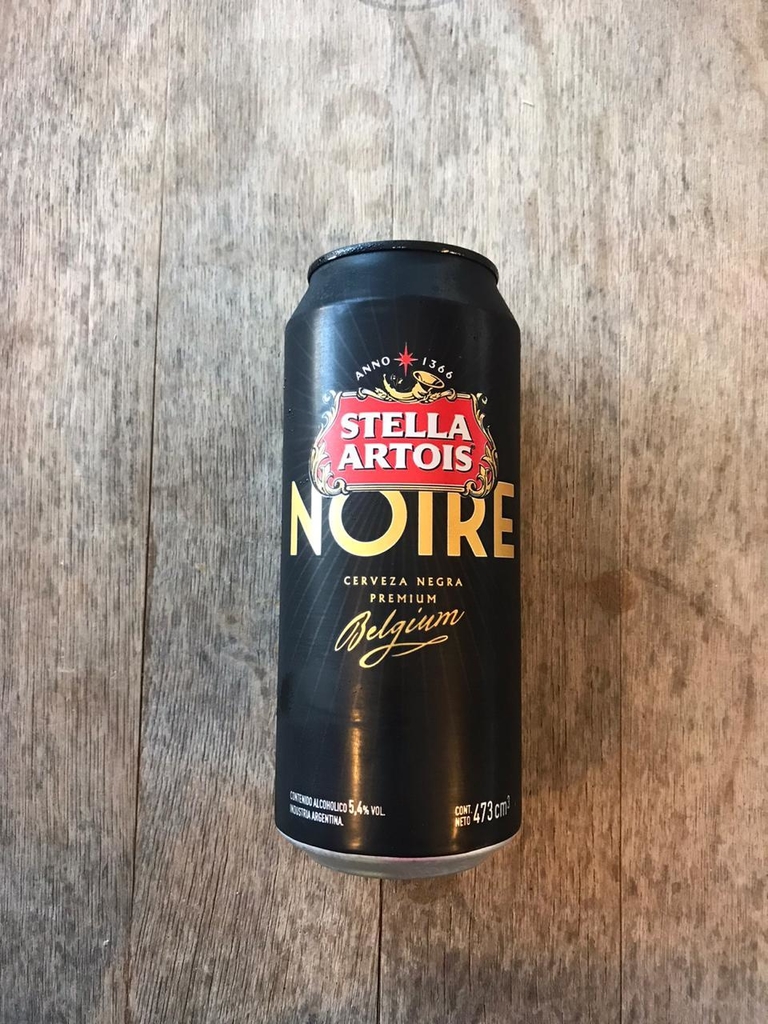 ANNO 1366
STELLA
ARTOIS
NOIRE
CERVEZA NEGRA
PREMIUM
Belgium
CONTENIDO ALCOHOLICO 5,4% VOL.
INDUSTRIA ARGENTINA.
CONT.
NETO 473 cm³